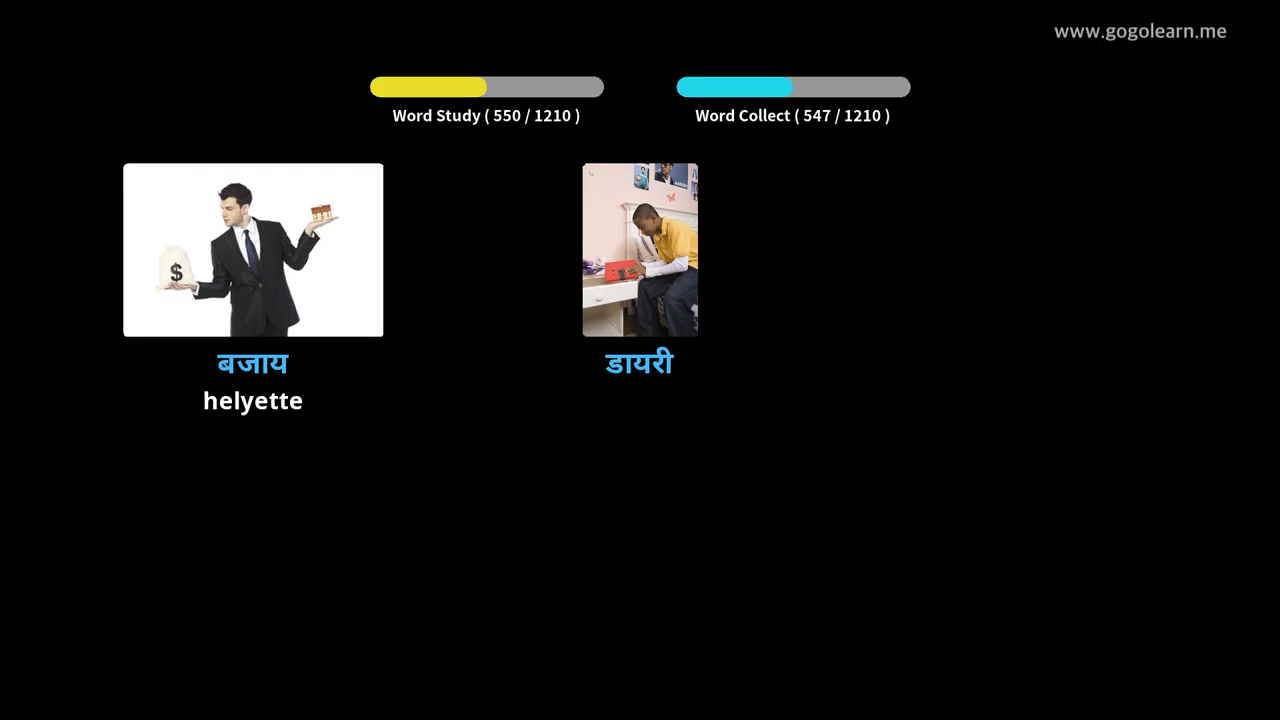 www.gogolearn.me
Word Study ( 550 / 1210 )
Word Collect ( 547 / 1210 )
$
बजाय
डायरी
helyette